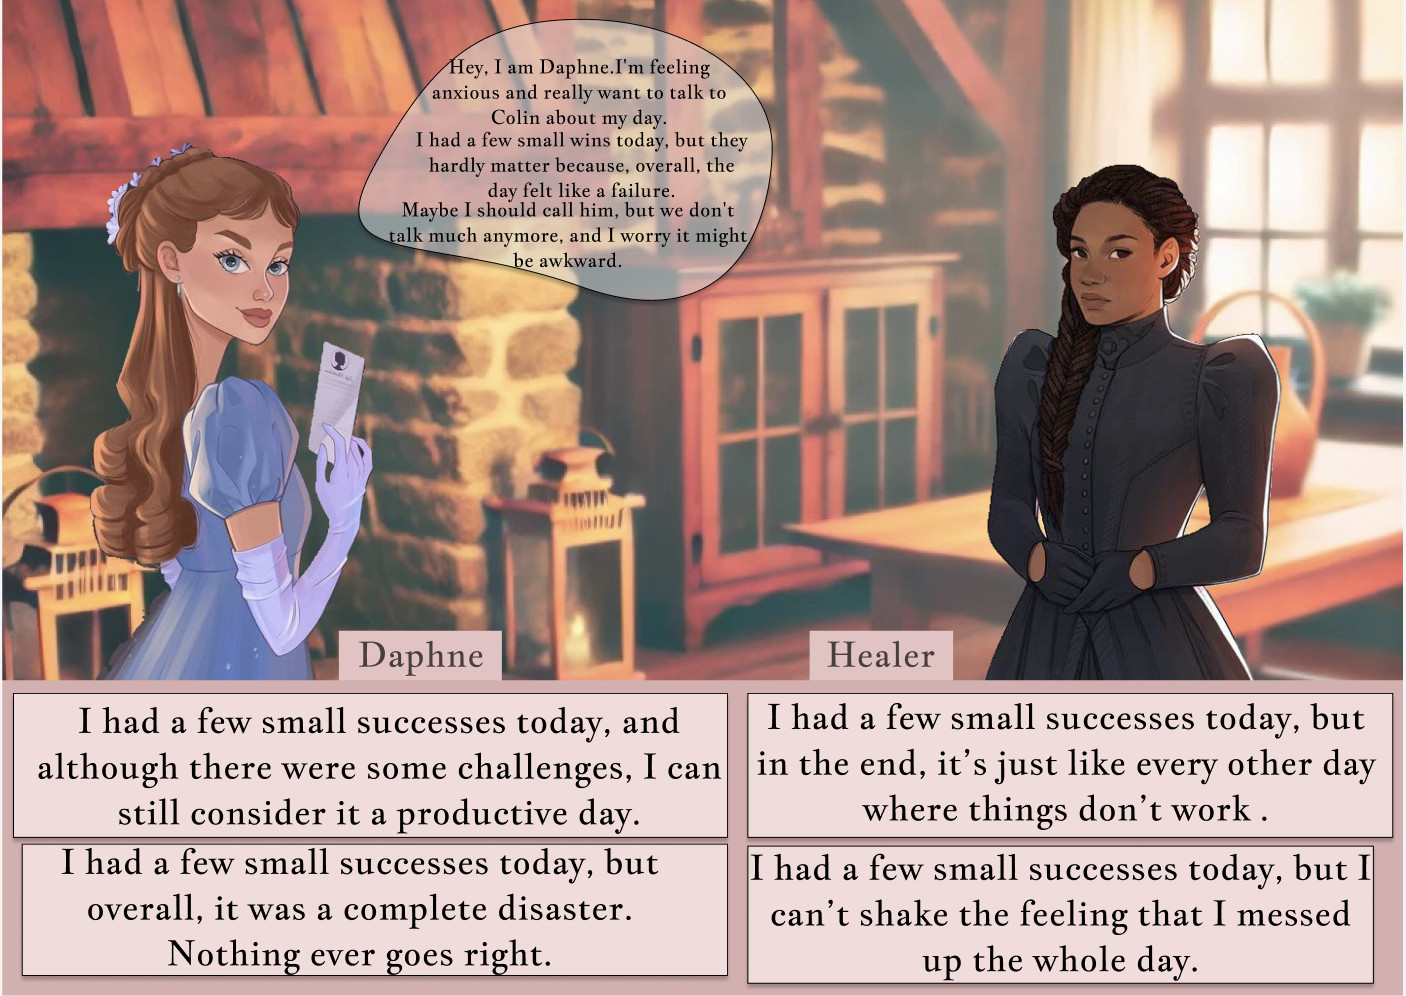 Hey, I am Daphne.I'm feeling
anxious and really want to talk to
Colin about my day.
I had a few small wins today, but they
hardly matter because, overall, the
day felt like a failure.
Maybe I should call him, but we don't
talk much anymore, and I worry it might
be awkward.
Daphne
Healer
I had a few small successes today, and
although there were some challenges, I can
still consider it a productive day.
I had a few small successes today, but
in the end, it’s just like every other day
where things don’t work .
I had a few small successes today, but
overall, it was a complete disaster.
Nothing ever goes right.
I had a few small successes today, but I
can’t shake the feeling that I messed
up the whole day.